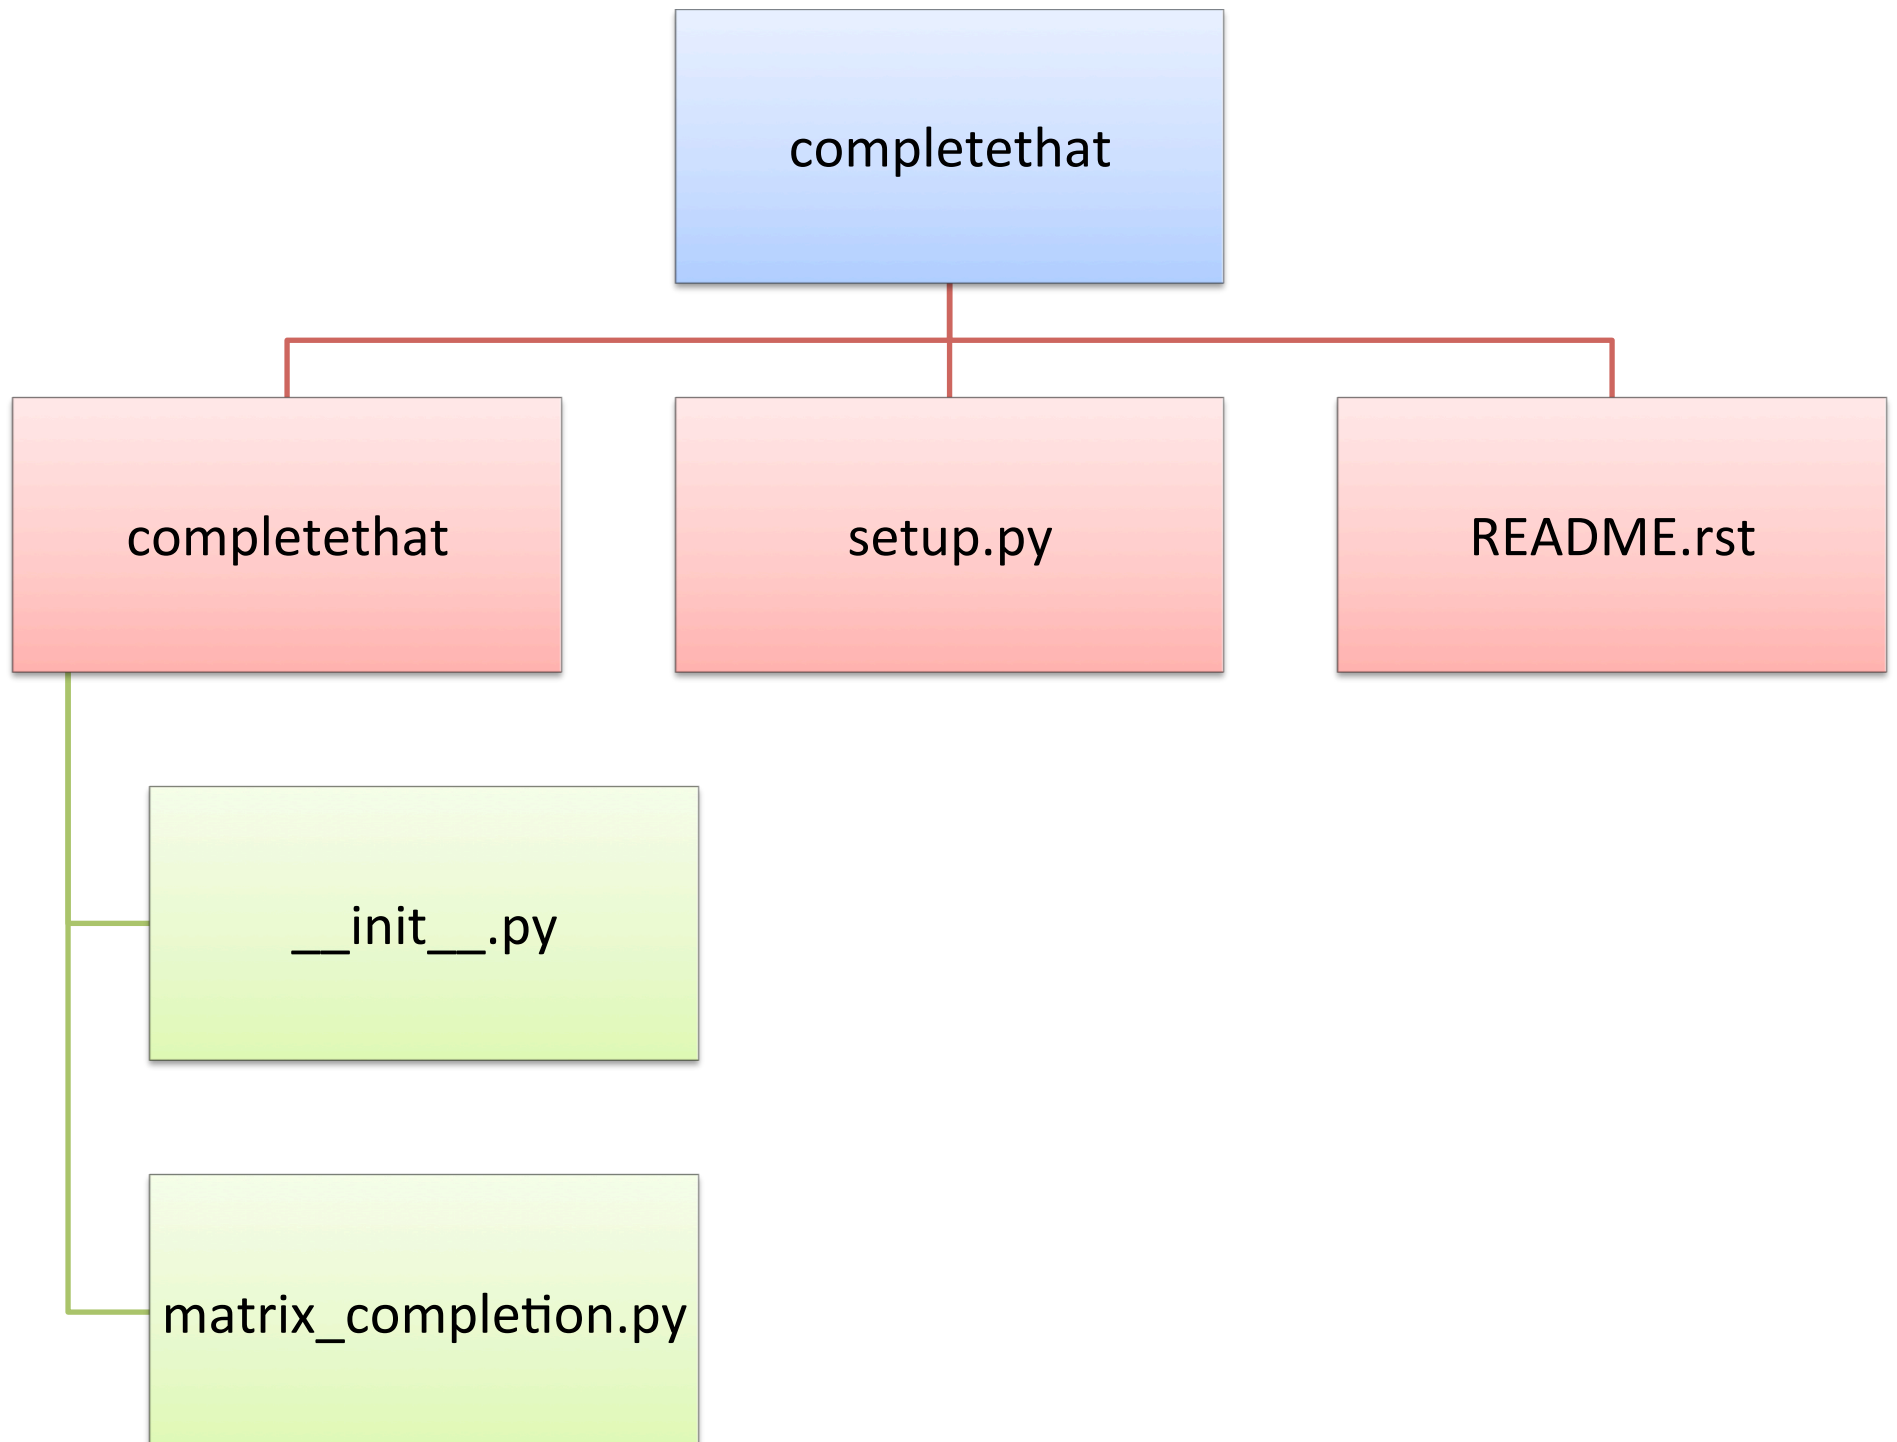 completethat
completethat
setup.py
README.rst
__init__.py
matrix_completion.py